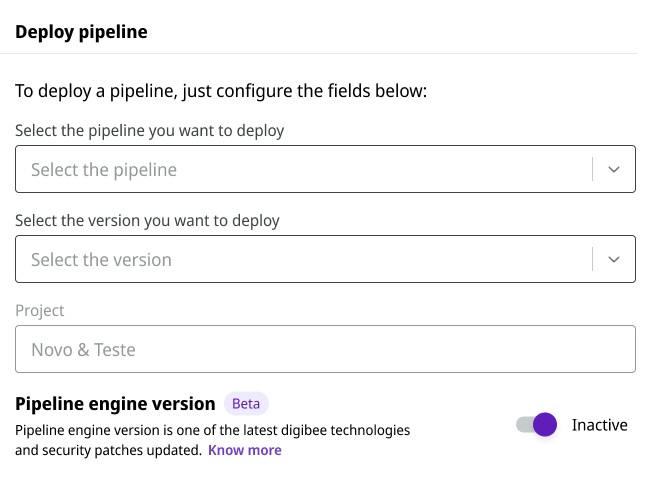 Deploy pipeline
To deploy a pipeline, just configure the fields below:
Select the pipeline you want to deploy
Select the pipeline
Select the version you want to deploy
Select the version
Project
Novo & Teste
Pipeline engine version Beta
Pipeline engine version is one of the latest digibee technologies
and security patches updated. Know more
Inactive